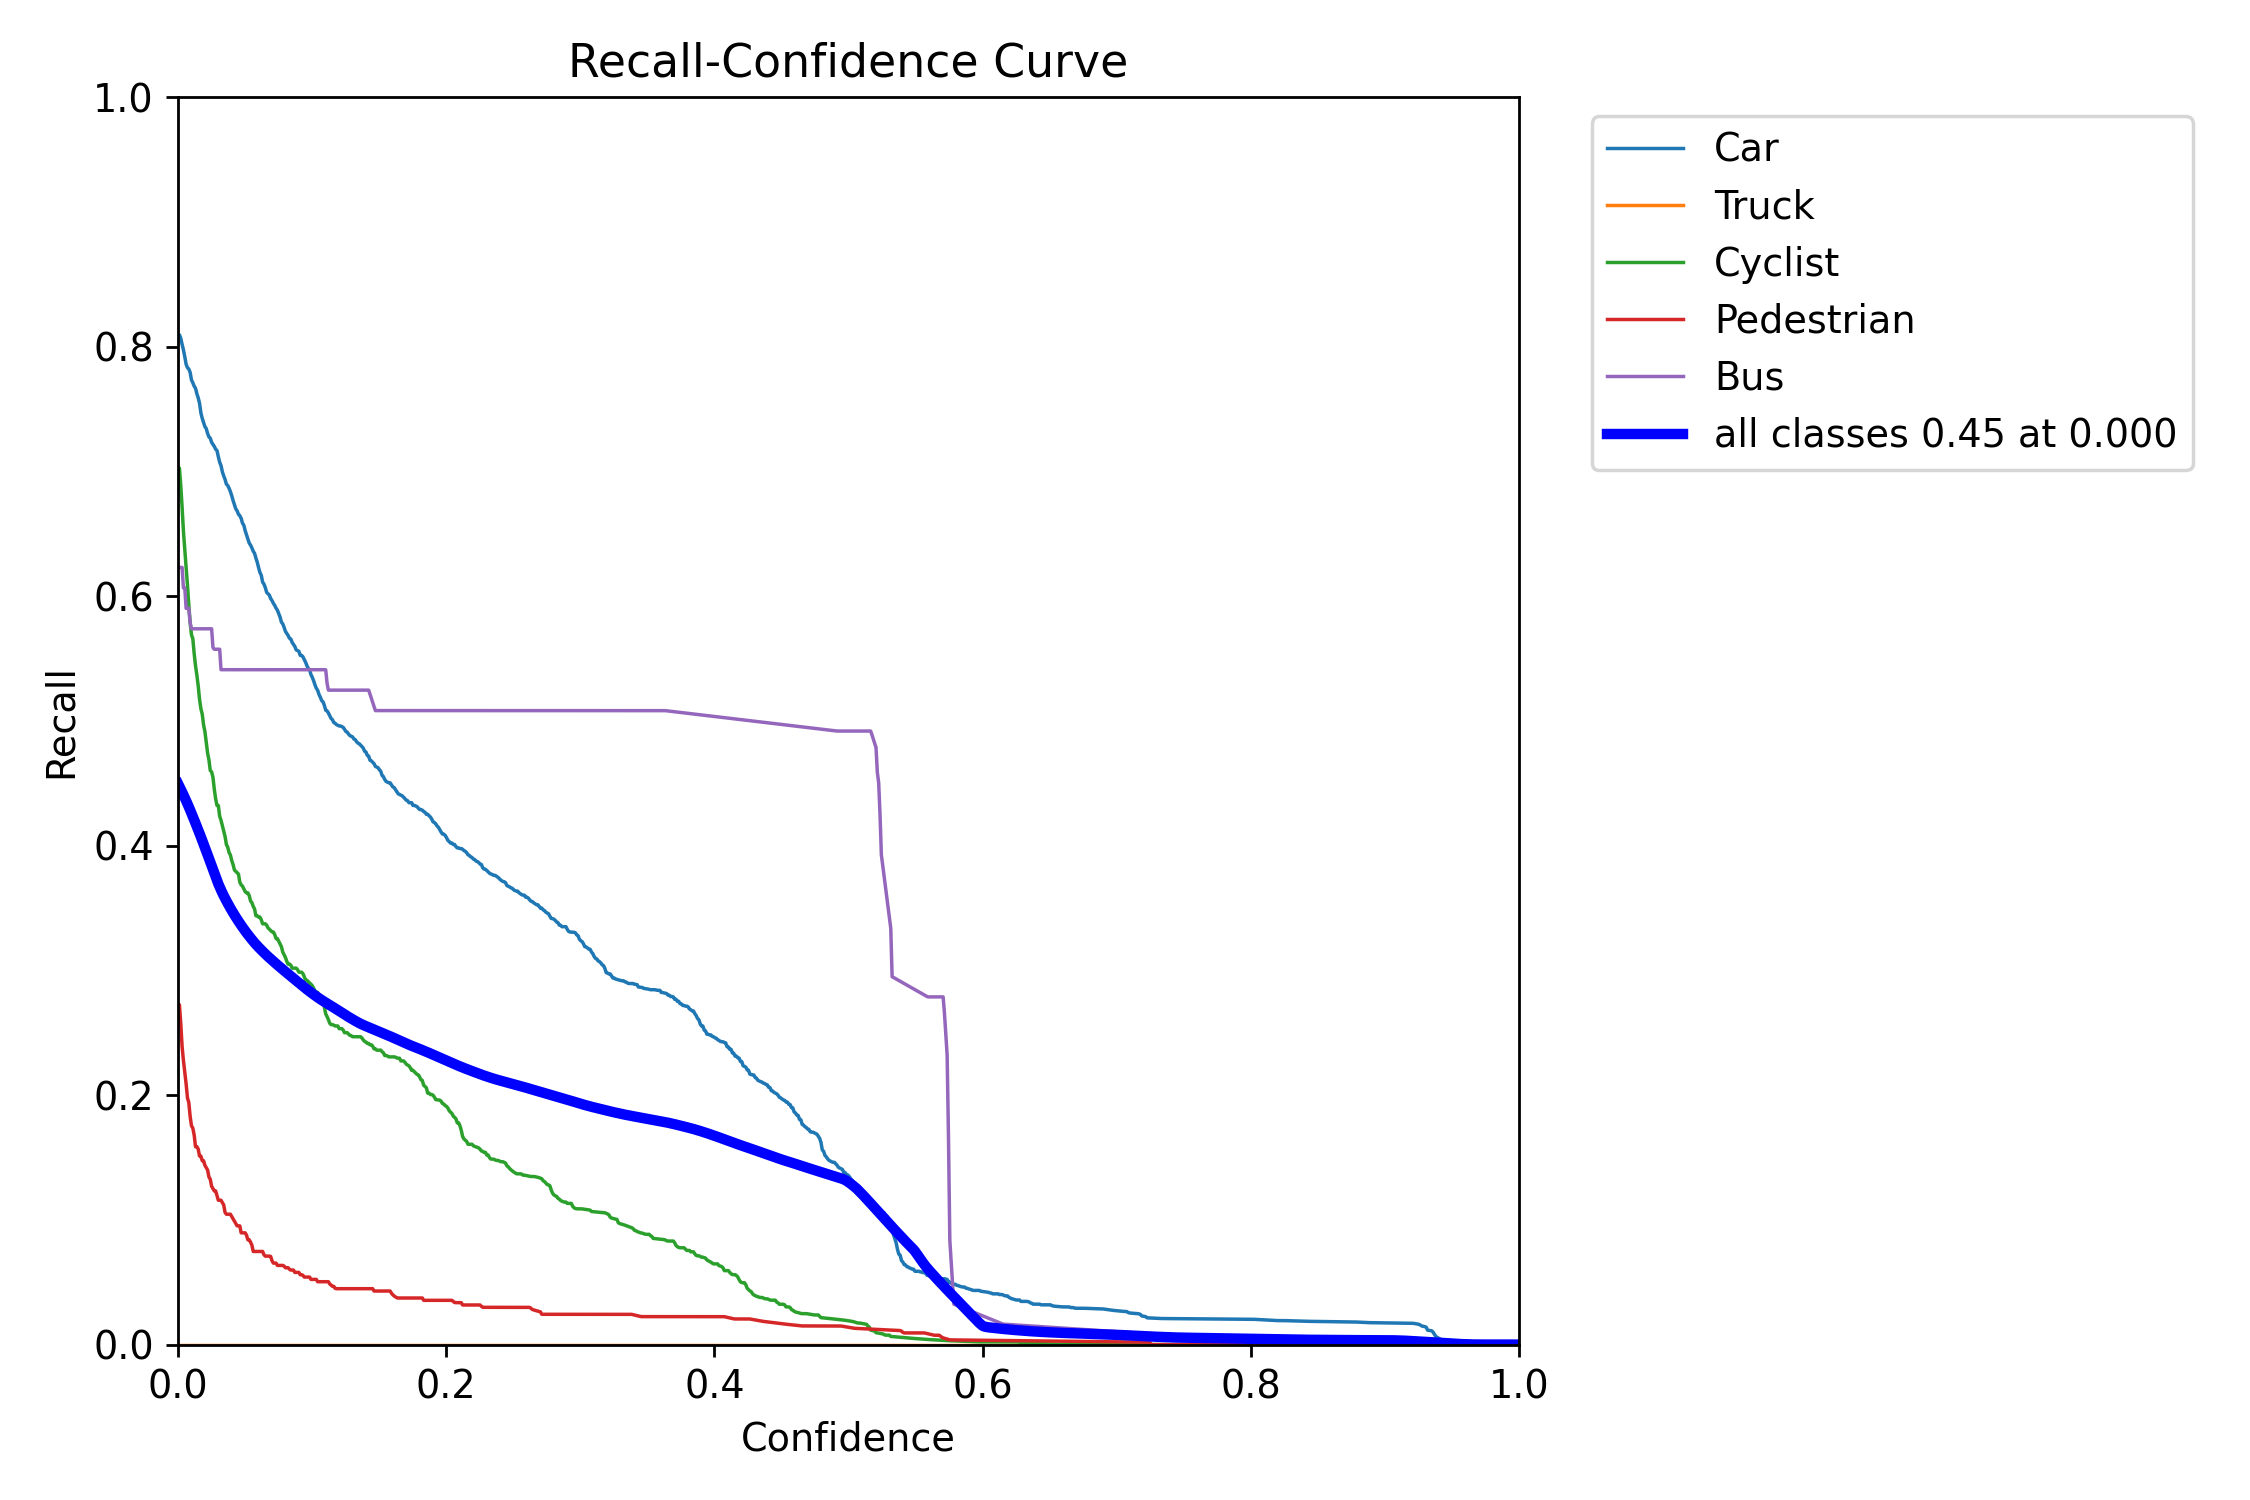 Recall-Confidence Curve
1.0
0.8
0.6
0.4
0.2
0.0
Recall
0.0 0.2 0.4 0.6 0.8 1.0
Confidence
Car
Truck
Cyclist
Pedestrian
Bus
all classes 0.45 at 0.000